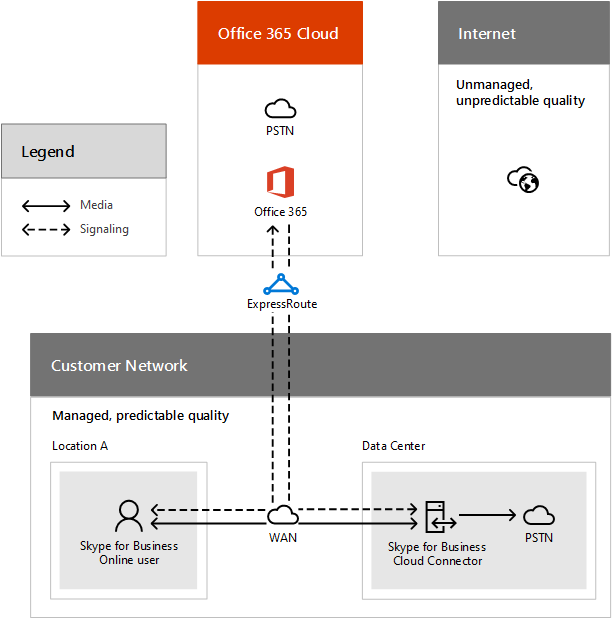 Office 365 Cloud
PSTN
Office 365
Internet
Unmanaged,
unpredictable quality
Legend
Media
Signaling
ExpressRoute
Customer Network
Managed, predictable quality
Location A
Skype for Business
Online user
WAN
Data Center
Skype for Business
Cloud Connector
PSTN